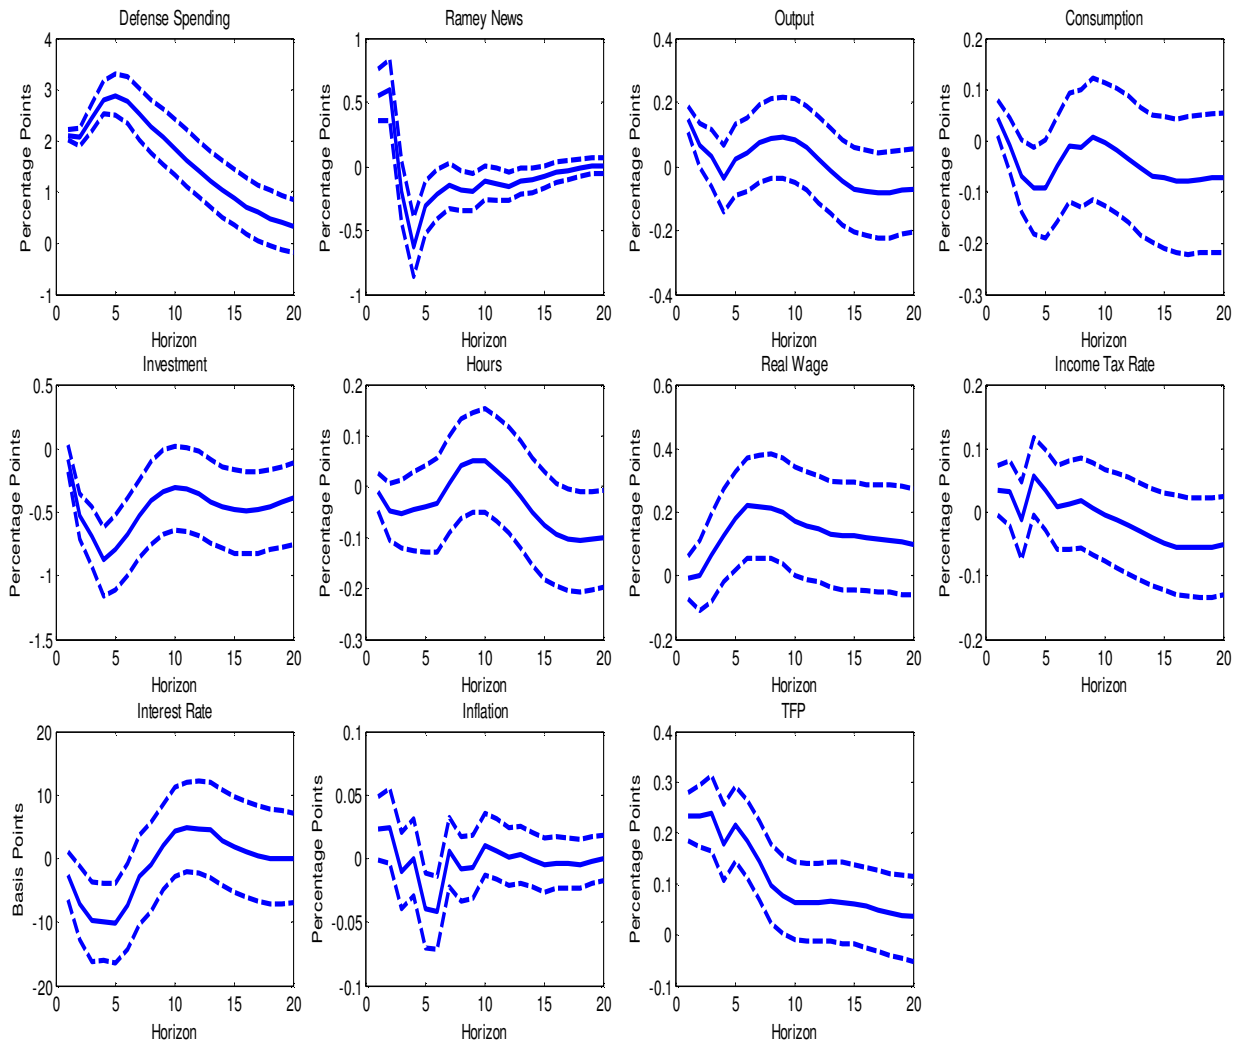 Defense Spending Ramey News Output Consumption
Percentage Points Percentage Points Percentage Points Percentage Points
4 3 2 1 0 -1
1 0.5 0 -0.5 -1
0.4 0.2 0 -0.2 -0.4
0.2 0.1 0 -0.1 -0.2 -0.3
0 5 10 15 20 0 5 10 15 20 0 5 10 15 20 0 5 10 15 20
Horizon Horizon Horizon Horizon
Investment Hours Real Wage Income Tax Rate
Percentage Points Percentage Points Percentage Points Percentage Points
0.5 0 -0.5 -1 -1.5
0.2 0.1 0 -0.1 -0.2 -0.3
0.6 0.4 0.2 0 -0.2
0.2 0.1 0 -0.1 -0.2
0 5 10 15 20 0 5 10 15 20 0 5 10 15 20 0 5 10 15 20
Horizon Horizon Horizon Horizon
Interest Rate Inflation TFP
Basis Points Percentage Points Percentage Points
20 10 0 -10 -20
0.1 0.05 0 -0.05 -0.1
0.4 0.3 0.2 0.1 0 -0.1
0 5 10 15 20 0 5 10 15 20 0 5 10 15 20
Horizon Horizon Horizon